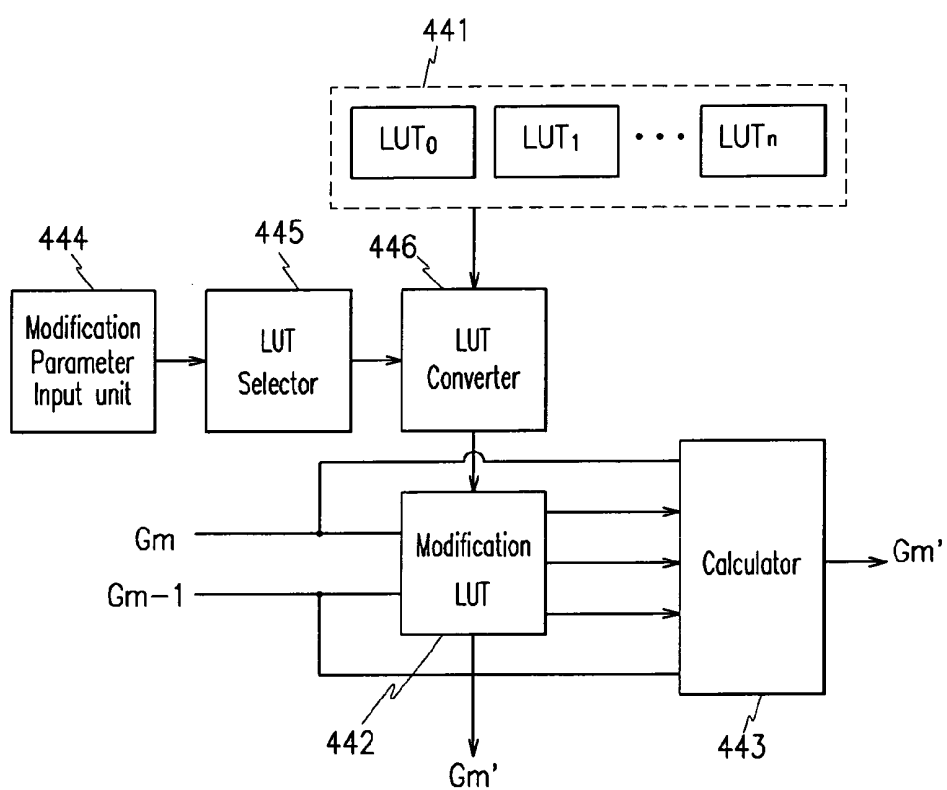 441
LUT0 LUT1 • • • LUTn
444
445
446
Modification
Parameter
Input unit
LUT
Selector
LUT
Converter
Gm
Gm-1
Modification
LUT
Calculator
Gm'
442
443
Gm'